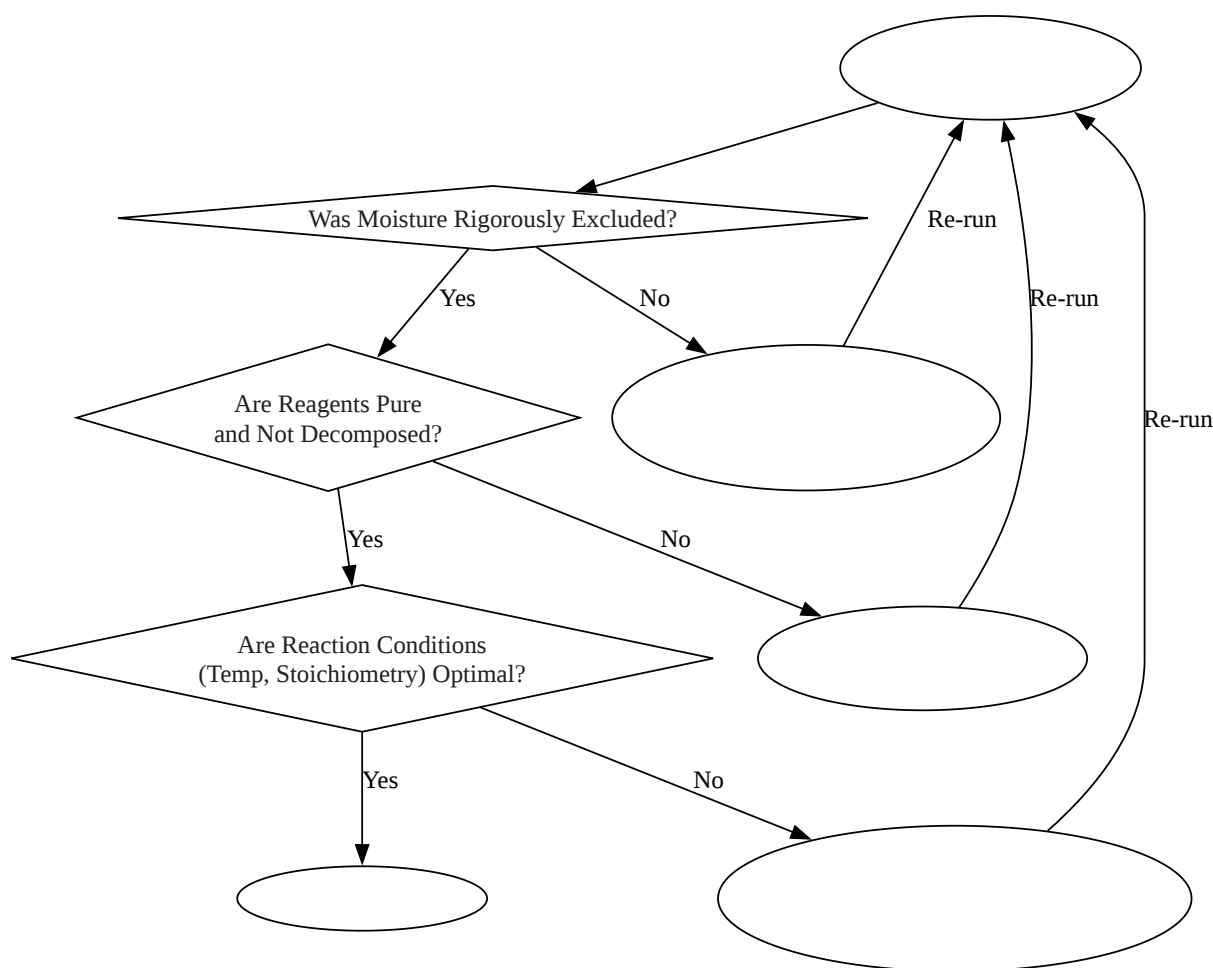 Was Moisture Rigorously Excluded?
Re-run
Yes
No
Re-run
Are Reagents Pure
and Not Decomposed?
Re-run
Yes
No
Are Reaction Conditions
(Temp, Stoichiometry) Optimal?
Yes
No